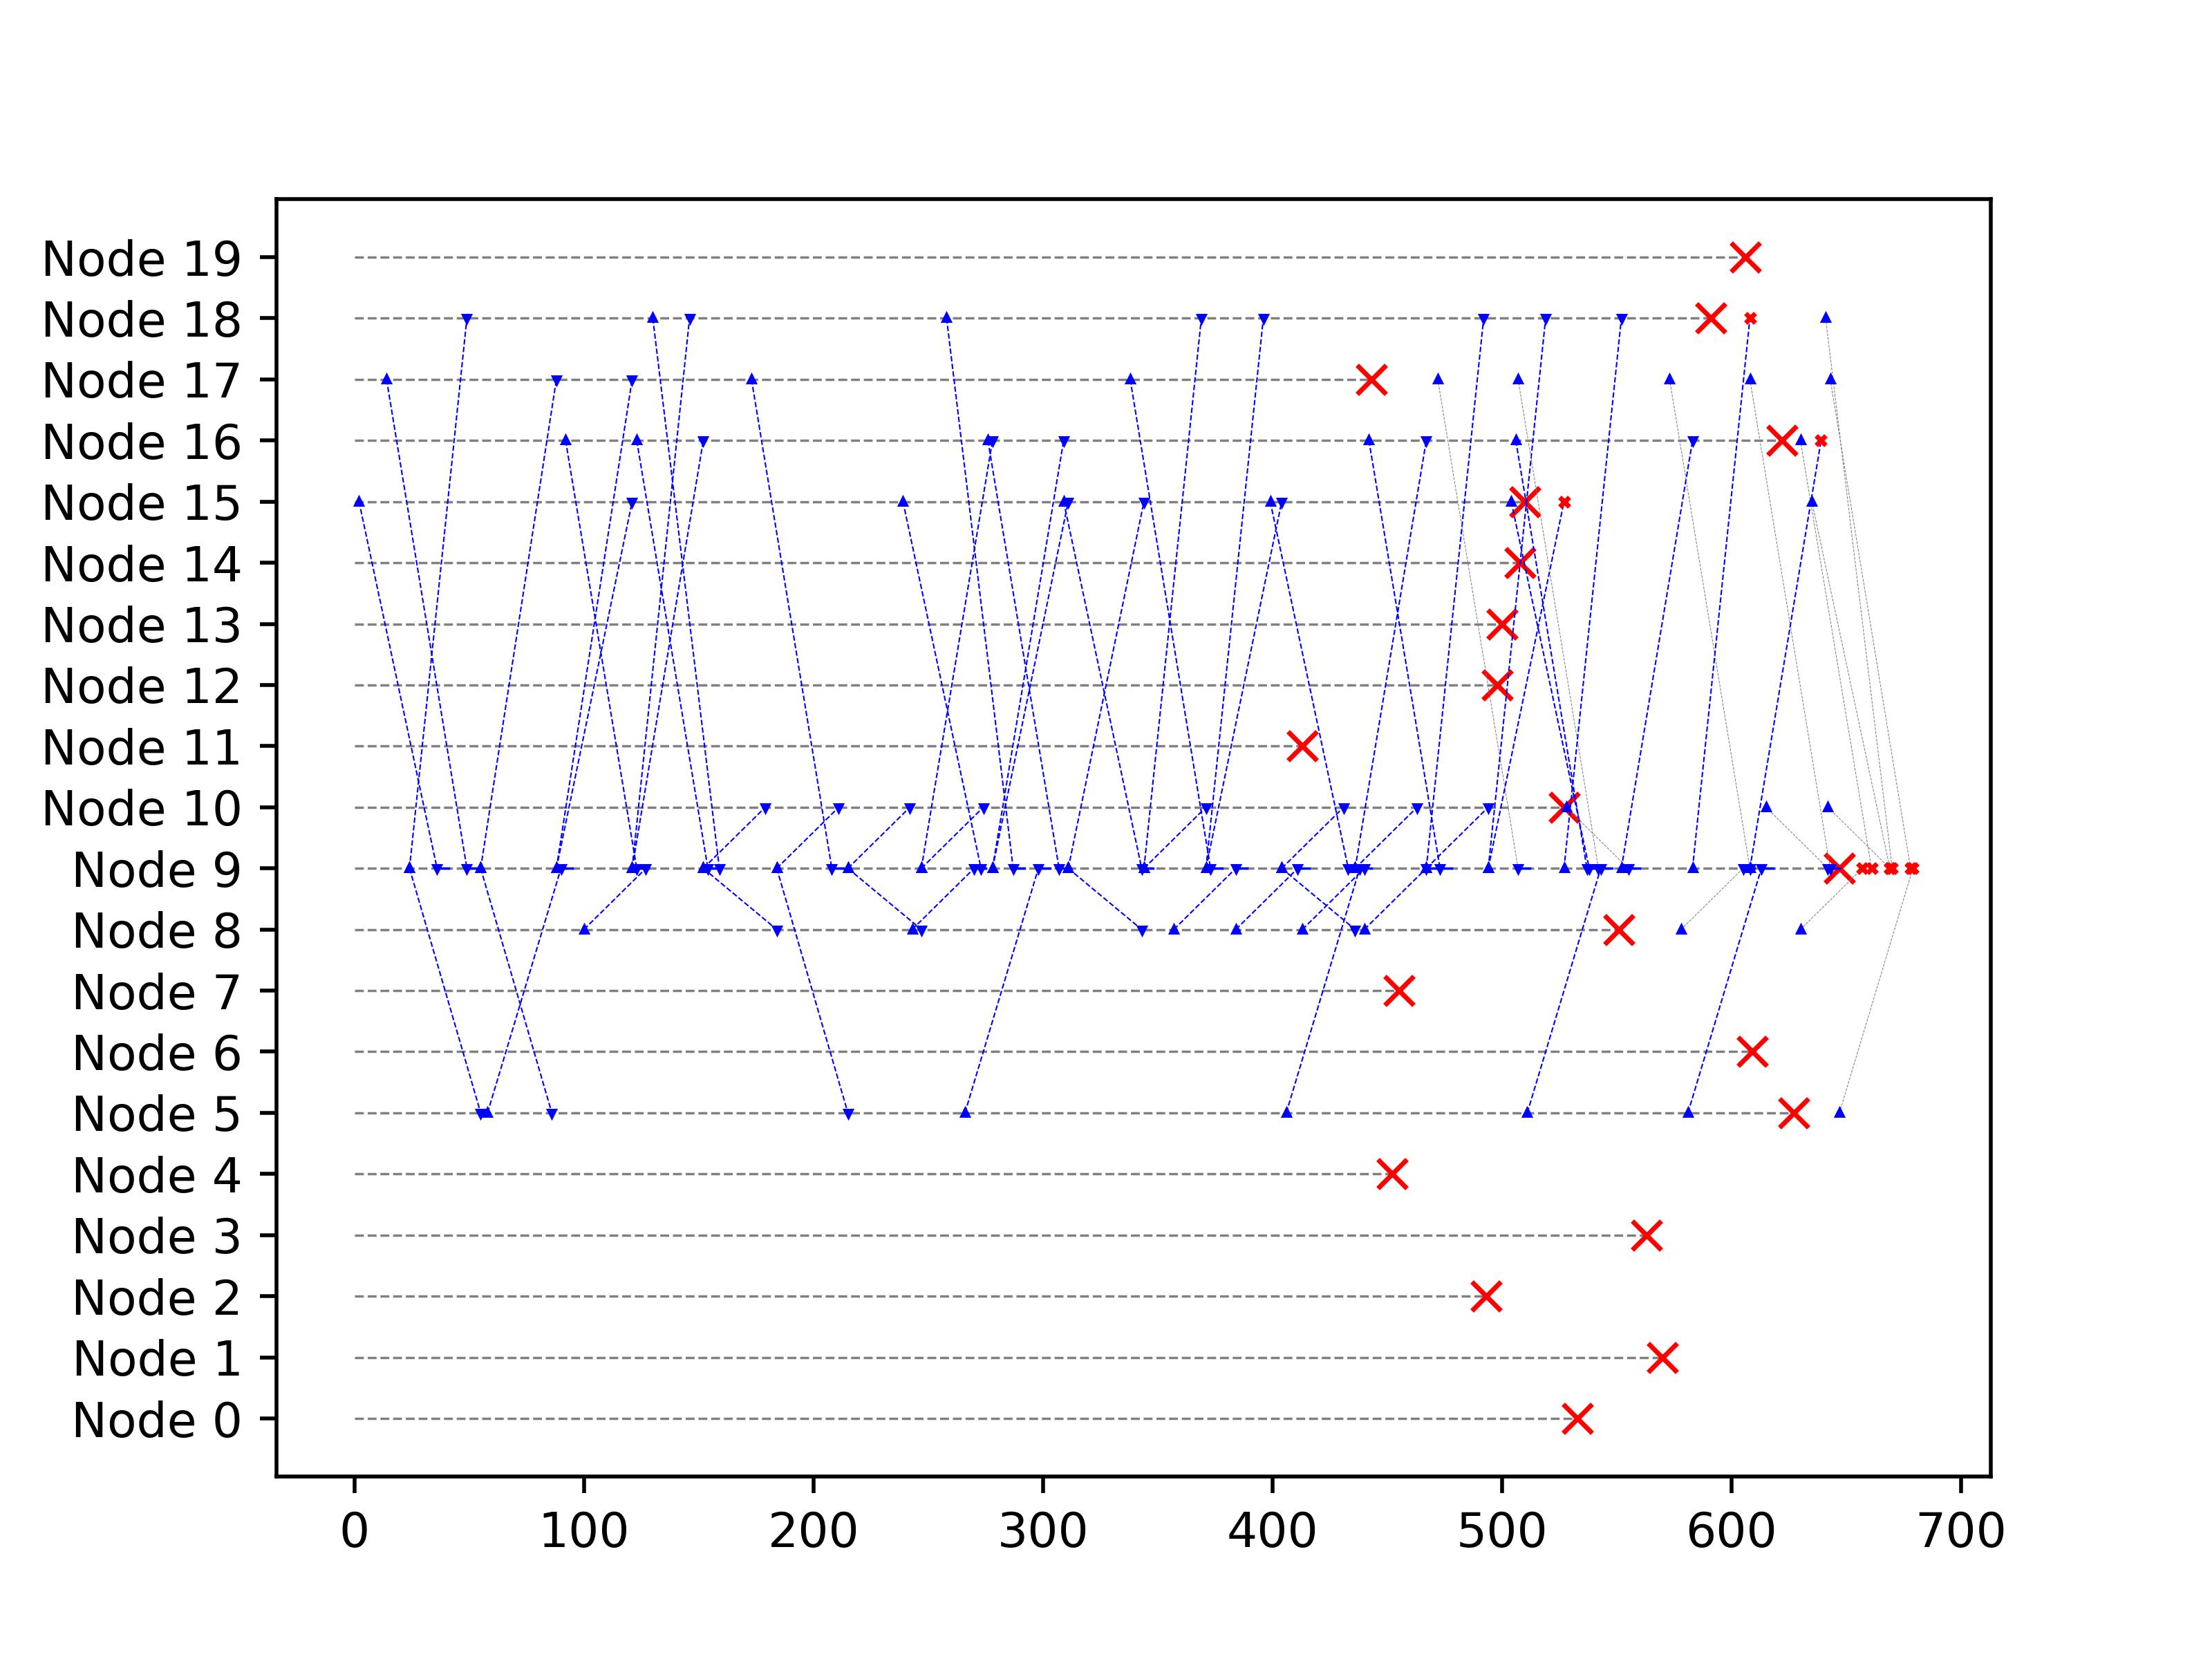 Node 19
Node 18
Node 17
Node 16
Node 15
Node 14
Node 13
Node 12
Node 11
Node 10
Node 9
Node 8
Node 7
Node 6
Node 5
Node 4
Node 3
Node 2
Node 1
Node 0
0 100 200 300 400 500 600 700